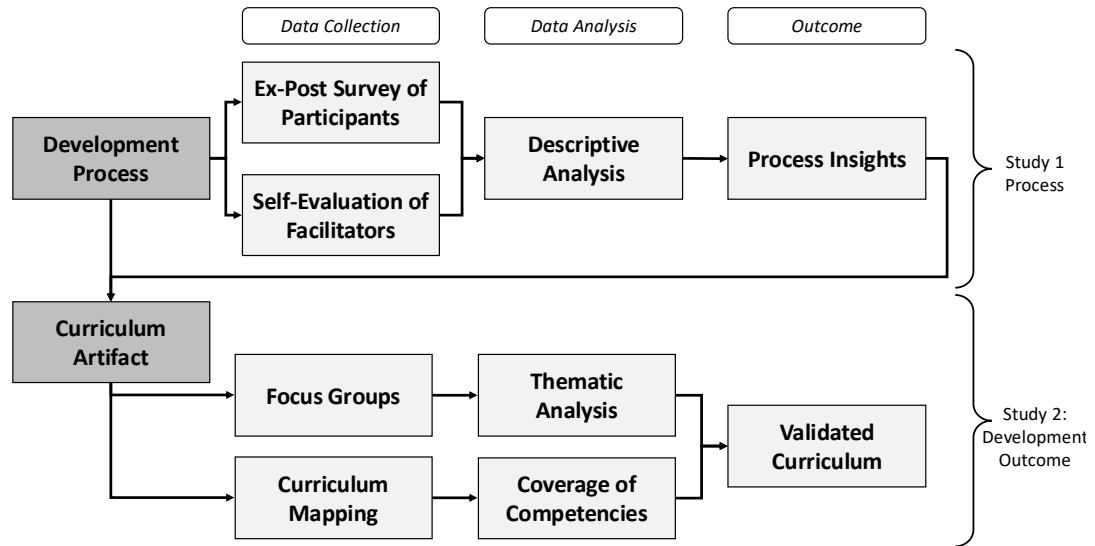 Data Collection
Data Analysis
Outcome
Ex-Post Survey of
Participants
Development
Process
Descriptive
Analysis
Process Insights
Study 1
Process
Self-Evaluation of
Facilitators
Curriculum
Artifact
Focus Groups
Thematic
Analysis
Validated
Curriculum
Study 2:
Development
Outcome
Curriculum
Mapping
Coverage of
Competencies